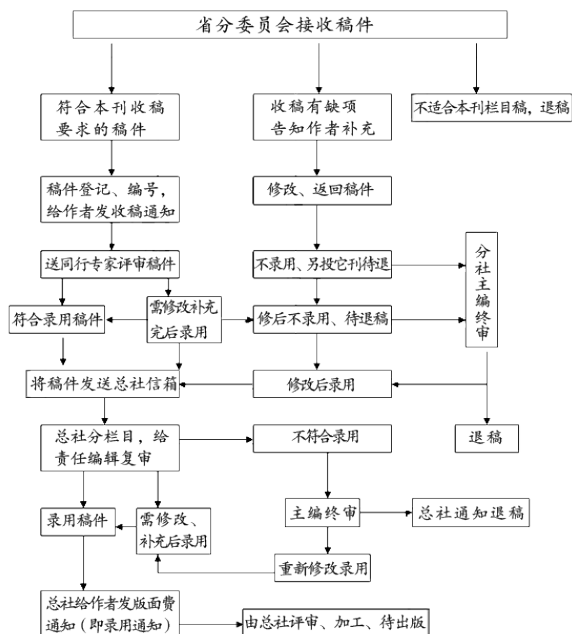 省分委员会接收稿件
符合本刊收稿
要求的稿件
收稿有缺项
告知作者补充
不适合本刊栏目稿，退稿
稿件登记、编号，
给作者发收稿通知
修改、返回稿件
送同行专家评审稿件
不录用、另投它刊待退
分社主编终审
符合录用稿件
需修改补充
完后录用
修后不录用、待退稿
将稿件发送总社信箱
修改后录用
退稿
总社分栏目，给
责任编辑复审
不符合录用
录用稿件
需修改、
补充后录用
主编终审
总社通知退稿
重新修改录用
总社给作者发版面费
通知（即录用通知）
由总社评审、加工、待出版